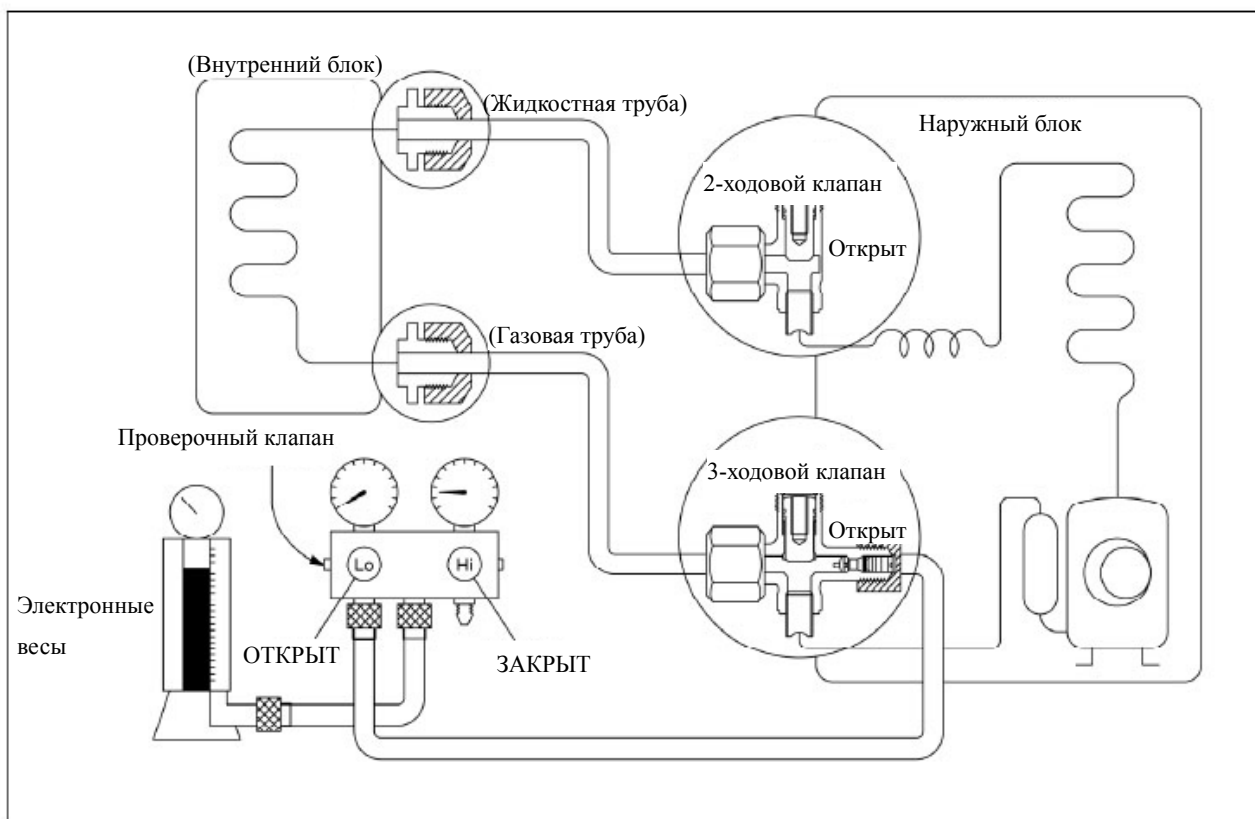 (Внутренний блок)
(Жидкостная труба)
Наружный блок
2-ходовой клапан
Открыт
(Газовая труба)
Проверочный клапан
3-ходовой клапан
Открыт
Lo
Hi
Электронные
весы
ОТКРЫТ
ЗАКРЫТ